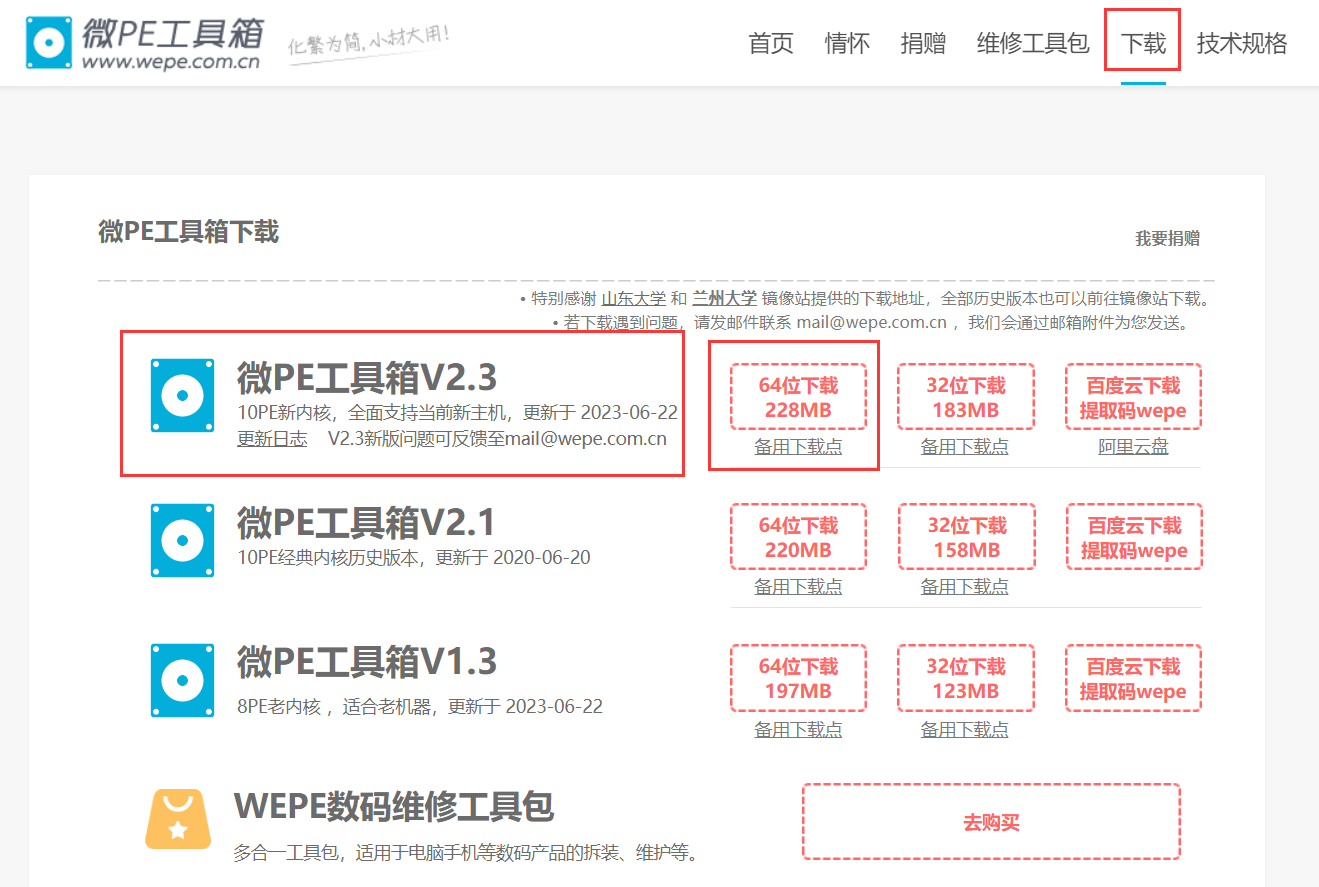 微PE工具箱
www.wepe.com.cn
化繁为简,小材大用!
首页 情怀 捐赠 维修工具包 下载 技术规格
微PE工具箱下载
我要捐赠
• 特别感谢 山东大学 和 兰州大学 镜像站提供的下载地址，全部历史版本也可以前往镜像站下载。
• 若下载遇到问题，请发邮件联系 mail@wepe.com.cn ，我们会通过邮箱附件为您发送。
微PE工具箱V2.3
10PE新内核，全面支持当前新主机，更新于 2023-06-22
更新日志 V2.3新版问题可反馈至mail@wepe.com.cn
64位下载
228MB
备用下载点
32位下载
183MB
备用下载点
百度云下载
提取码wepe
阿里云盘
微PE工具箱V2.1
10PE经典内核历史版本，更新于 2020-06-20
64位下载
220MB
备用下载点
32位下载
158MB
备用下载点
百度云下载
提取码wepe
微PE工具箱V1.3
8PE老内核 ，适合老机器，更新于 2023-06-22
64位下载
197MB
备用下载点
32位下载
123MB
备用下载点
百度云下载
提取码wepe
WEPE数码维修工具包
多合一工具包，适用于电脑手机等数码产品的拆装、维护等。
去购买